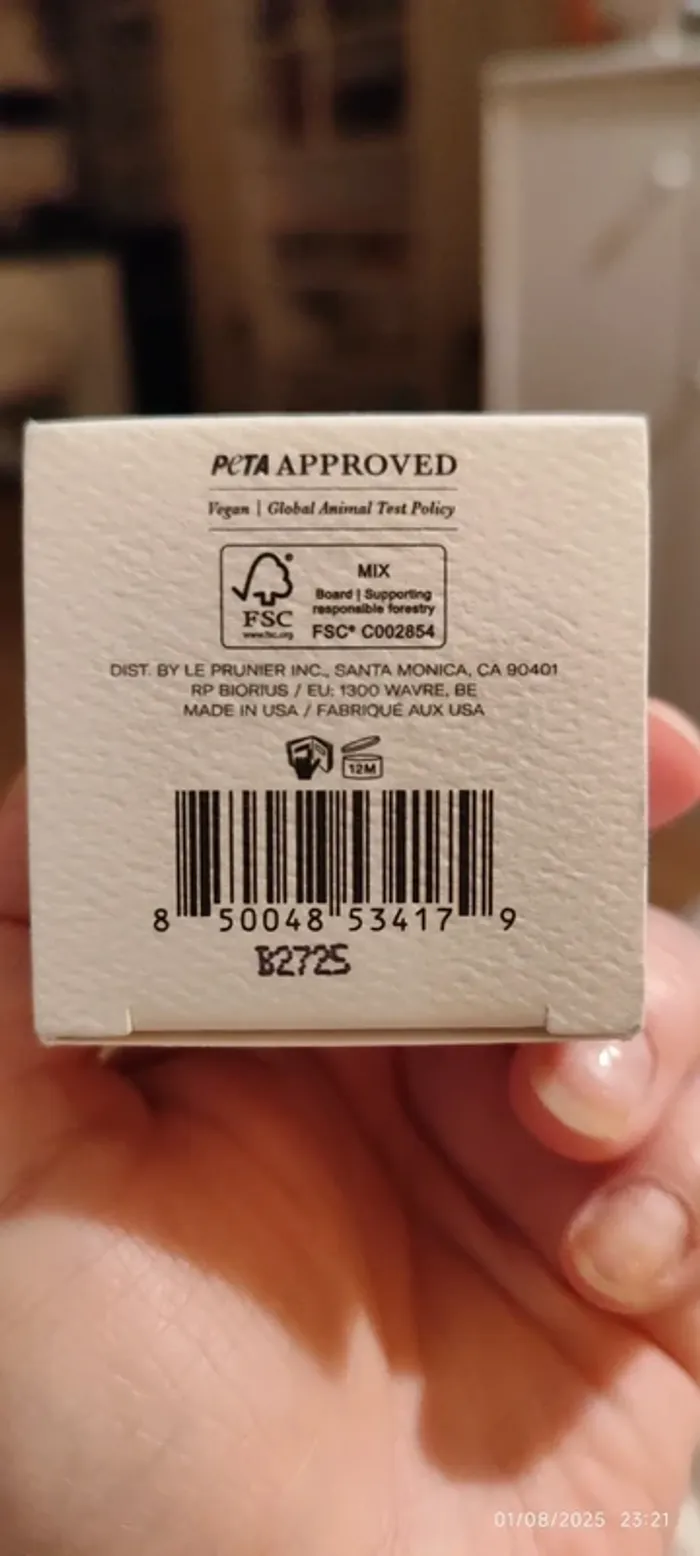 PETA APPROVED
Vegan | Global Animal Test Policy
FSC®
www.fsc.org
MIX
Board | Supporting
responsible forestry
FSC® C002854
DIST. BY LE PRUNIER INC., SANTA MONICA, CA 90401
RP BIORIUS / EU: 1300 WAVRE, BE
MADE IN USA / FABRIQUÉ AUX USA
12M
8 50048 53417 9
B2725
01/08/2025 23:21